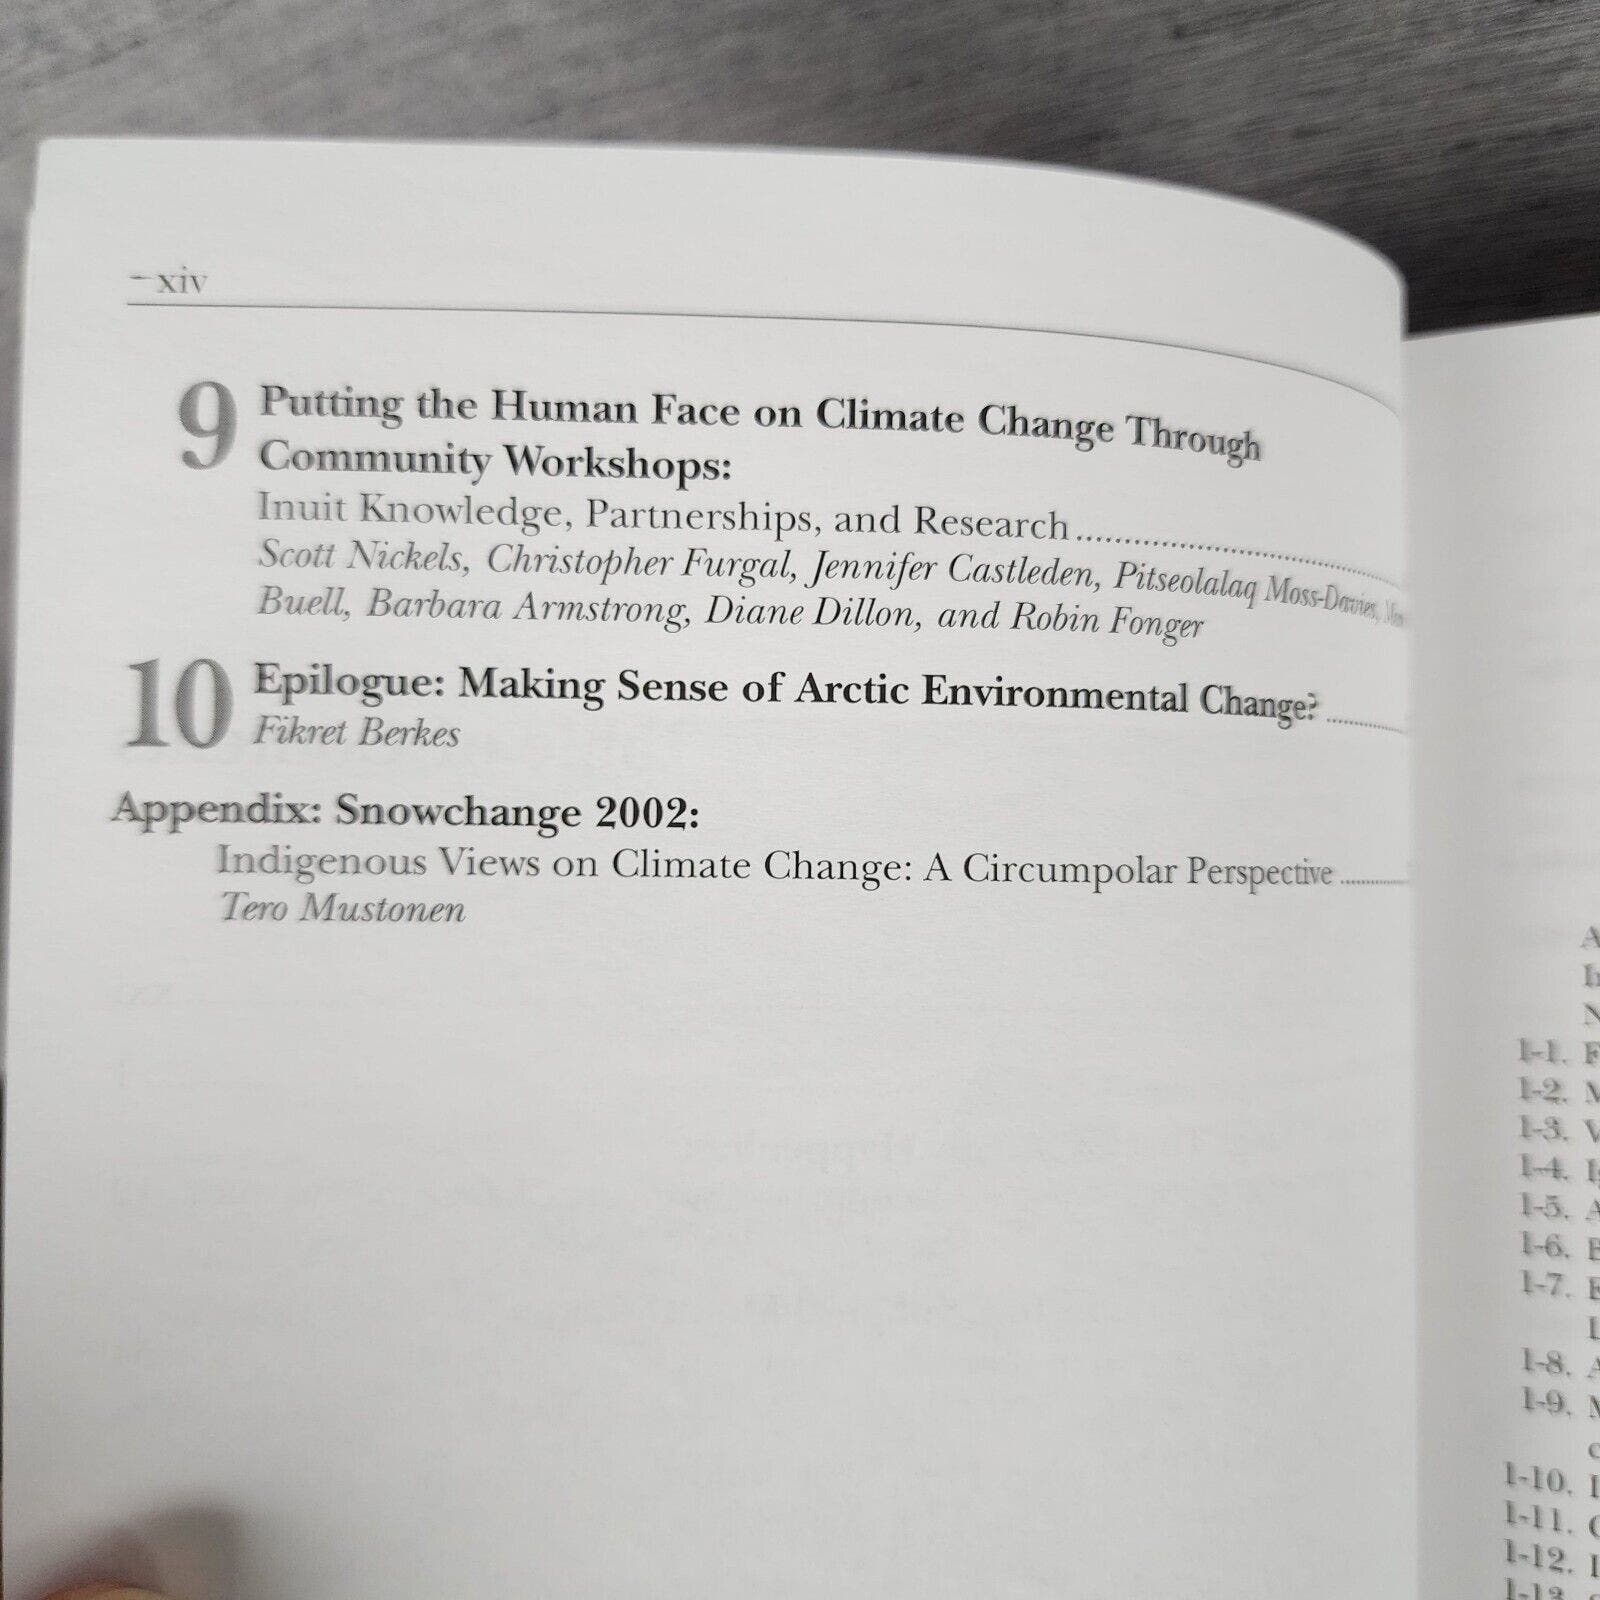 xiv
9 Putting the Human Face on Climate Change Through
Community Workshops:
Inuit Knowledge, Partnerships, and Research
Scott Nickels, Christopher Furgal, Jennifer Castleden, Pitseolalaq Moss-Davies,
Buell, Barbara Armstrong, Diane Dillon, and Robin Fonger
10 Epilogue: Making Sense of Arctic Environmental Change?
Fikret Berkes
Appendix: Snowchange 2002:
Indigenous Views on Climate Change: A Circumpolar Perspective
Tero Mustonen
1-1.
1-2.
1-3.
1-4.
1-5.
1-6.
1-7.
1-8.
1-9.
1-10.
1-11.
1-12.
1-13.